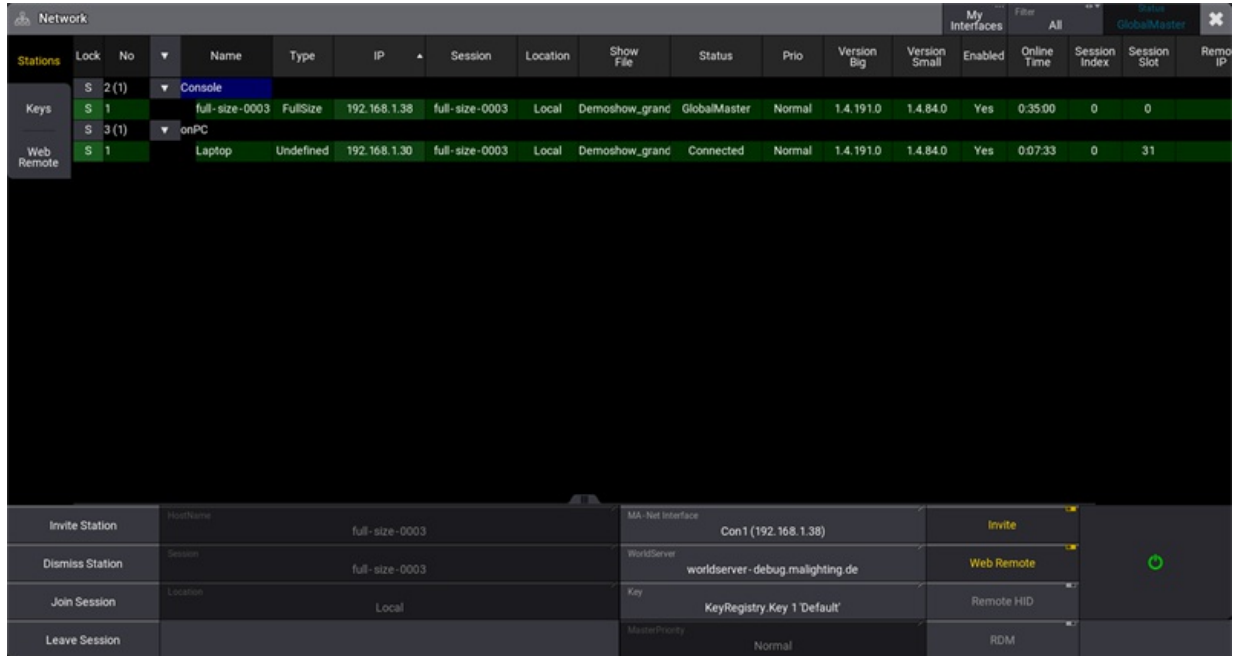 Network
My Interfaces
Filter
All
Status
GlobalMaster
Stations
Keys
Web Remote
Lock No Name Type IP Session Location Show File Status Prio Version Big Version Small Enabled Online Time Session Index Session Slot Remo IP
S 2 (1) Console
S 1 full-size-0003 FullSize 192.168.1.38 full-size-0003 Local Demoshow_grand GlobalMaster Normal 1.4.191.0 1.4.84.0 Yes 0:35:00 0 0
S 3 (1) onPC
S 1 Laptop Undefined 192.168.1.30 full-size-0003 Local Demoshow_grand Connected Normal 1.4.191.0 1.4.84.0 Yes 0:07:33 0 31
Invite Station
HostName
full-size-0003
MA-Net Interface
Con1 (192.168.1.38)
Invite
Dismiss Station
Session
full-size-0003
WorldServer
worldserver-debug.malighting.de
Web Remote
Join Session
Location
Local
Key
KeyRegistry.Key 1 'Default'
Remote HID
Leave Session
MasterPriority
Normal
RDM